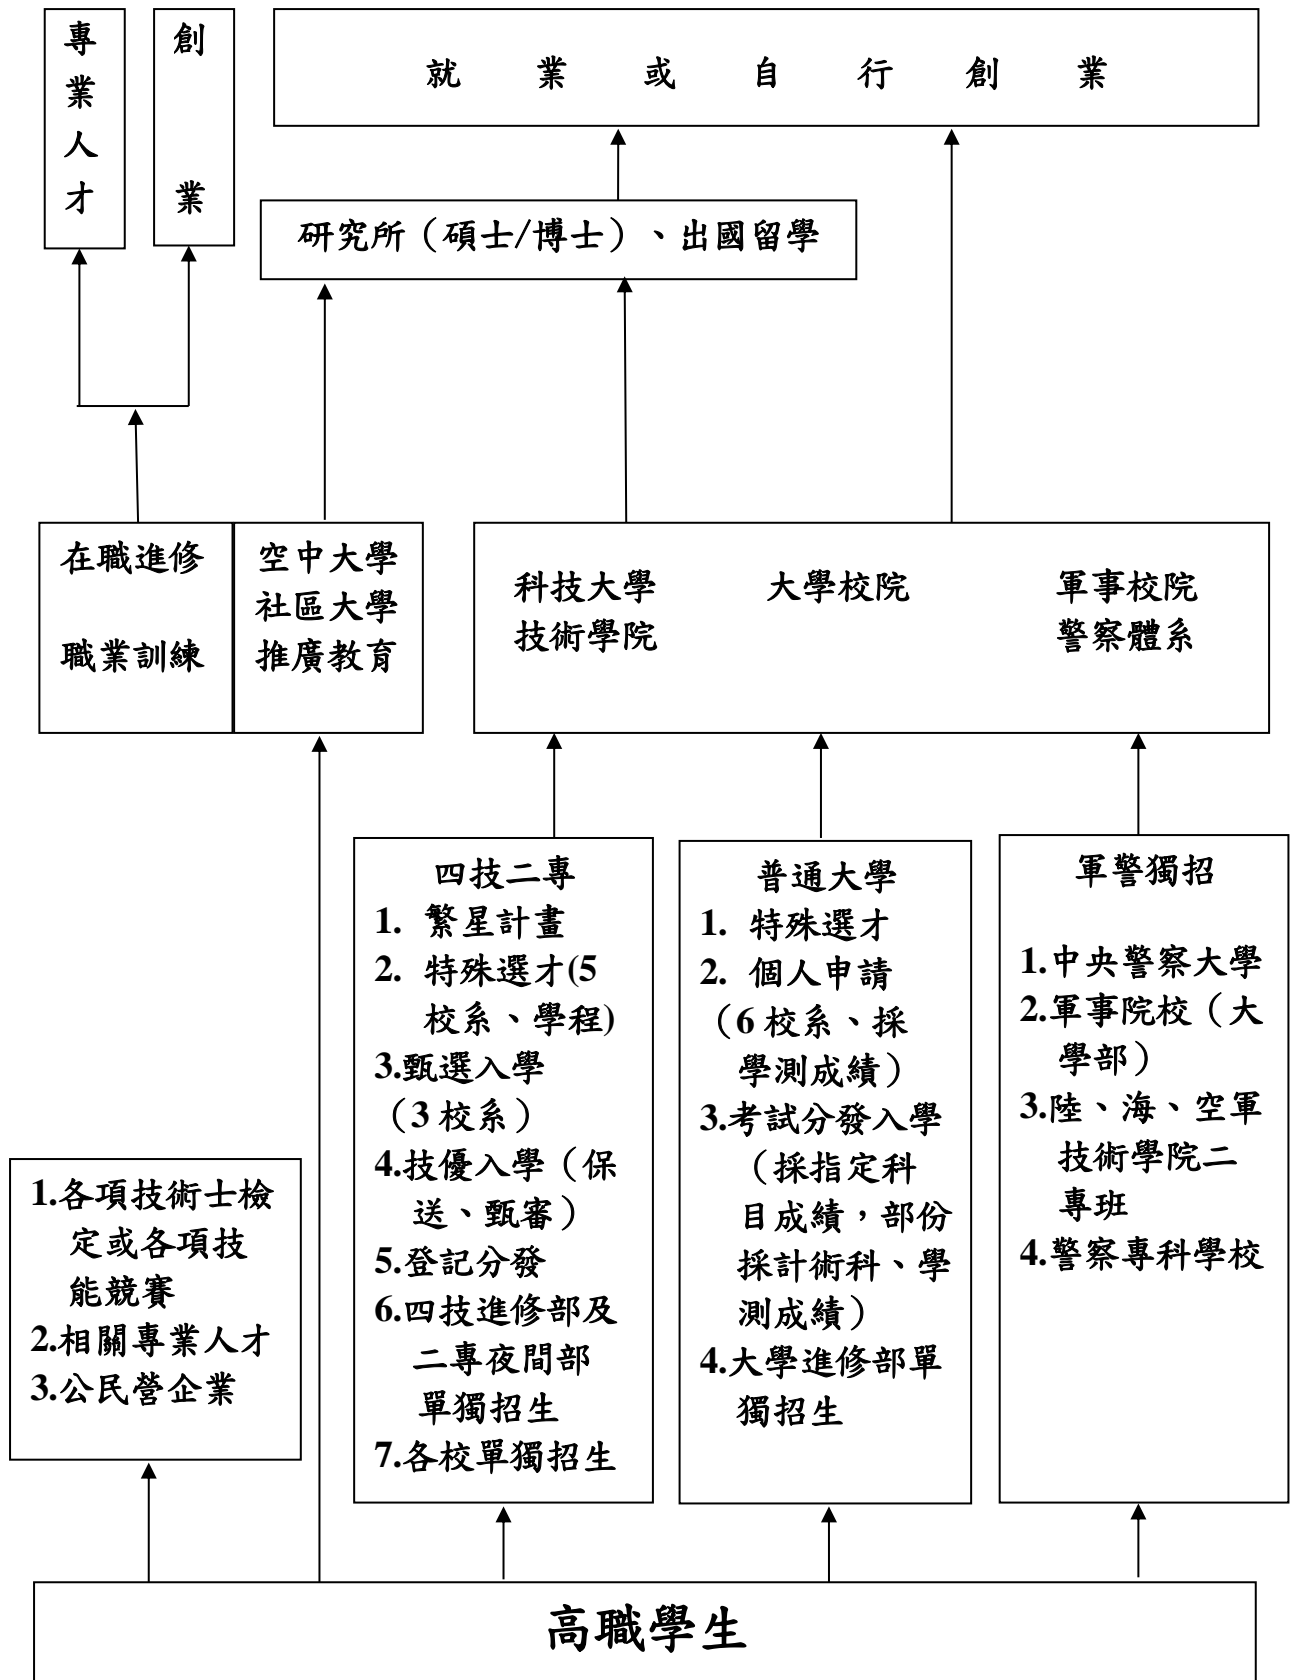 專業人才
創業
就業或自行創業
研究所（碩士/博士）、出國留學
在職進修
職業訓練
空中大學
社區大學
推廣教育
科技大學
技術學院
大學校院
軍事校院
警察體系
四技二專
1. 繁星計畫
2. 特殊選才(5
校系、學程)
3.甄選入學
（3 校系）
4.技優入學（保
送、甄審）
5.登記分發
6.四技進修部及
二專夜間部
單獨招生
7.各校單獨招生
普通大學
1. 特殊選才
2. 個人申請
（6 校系、採
學測成績）
3.考試分發入學
（採指定科
目成績，部份
採計術科、學
測成績）
4.大學進修部單
獨招生
軍警獨招
1.中央警察大學
2.軍事院校（大
學部）
3.陸、海、空軍
技術學院二
專班
4.警察專科學校
1.各項技術士檢
定或各項技
能競賽
2.相關專業人才
3.公民營企業
高職學生